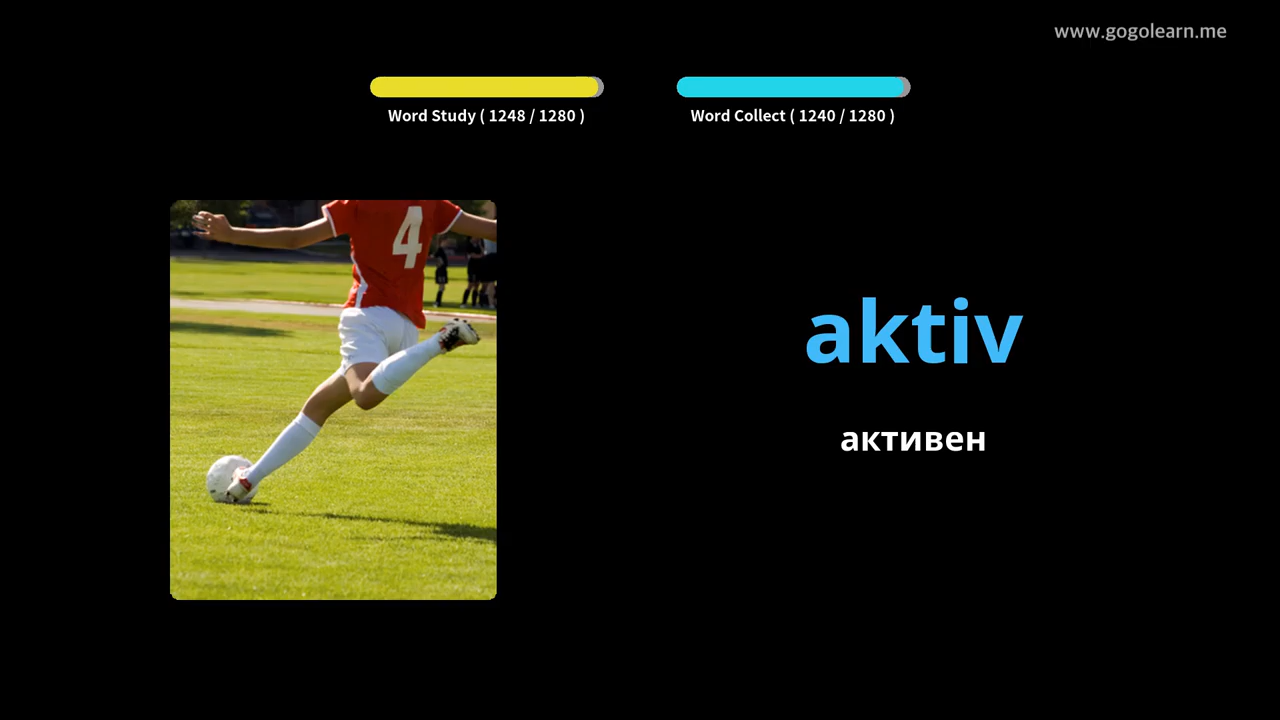 www.gogolearn.me
Word Study ( 1248 / 1280 )
Word Collect ( 1240 / 1280 )
4
aktiv
активен